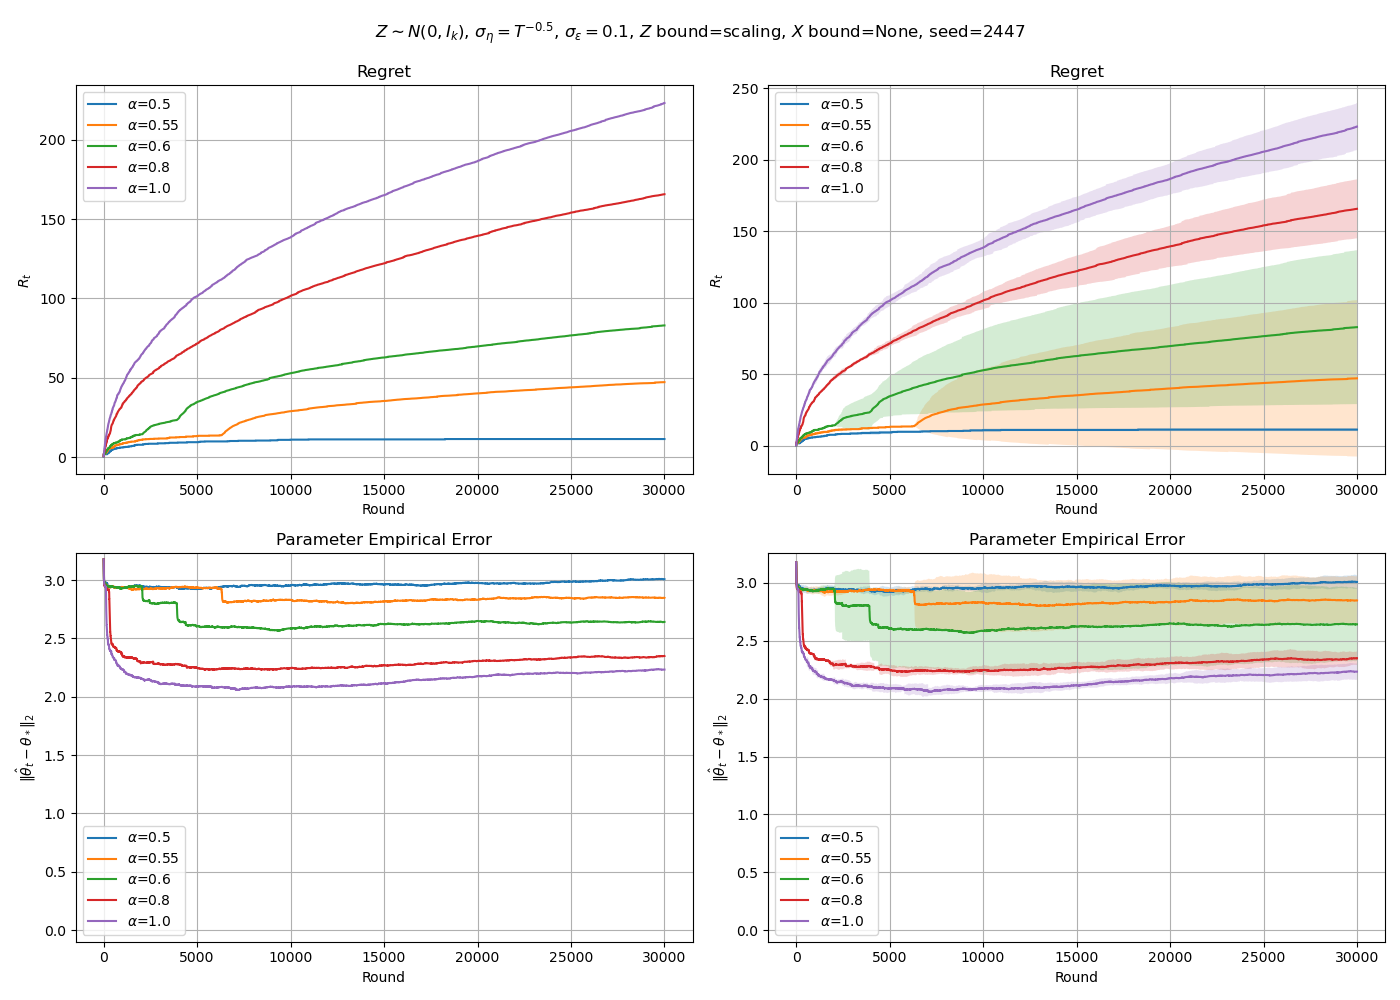 Z ∼ N(0, I_k), σ_η = T^{−0.5}, σ_ε = 0.1, Z bound=scaling, X bound=None, seed=2447
Regret
R_t
200
150
100
50
0
α=0.5
α=0.55
α=0.6
α=0.8
α=1.0
0 5000 10000 15000 20000 25000 30000
Round
Regret
R_t
250
200
150
100
50
0
α=0.5
α=0.55
α=0.6
α=0.8
α=1.0
0 5000 10000 15000 20000 25000 30000
Round
Parameter Empirical Error
‖θ̂_t − θ_*‖_2
3.0
2.5
2.0
1.5
1.0
0.5
0.0
α=0.5
α=0.55
α=0.6
α=0.8
α=1.0
0 5000 10000 15000 20000 25000 30000
Round
Parameter Empirical Error
‖θ̂_t − θ_*‖_2
3.0
2.5
2.0
1.5
1.0
0.5
0.0
α=0.5
α=0.55
α=0.6
α=0.8
α=1.0
0 5000 10000 15000 20000 25000 30000
Round